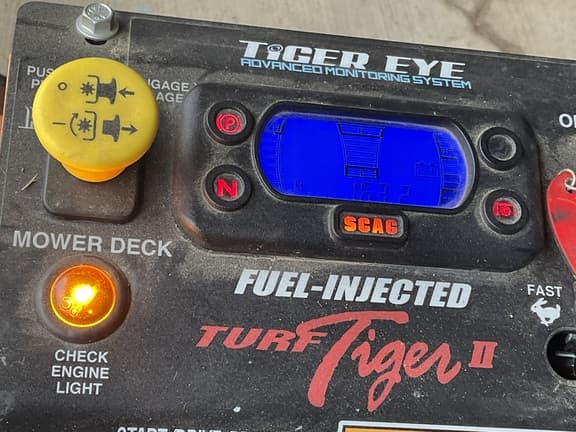 TIGER EYE
ADVANCED MONITORING SYSTEM
P
N
SCAG
MOWER DECK
FUEL-INJECTED
TURF Tiger II
CHECK
ENGINE
LIGHT
FAST